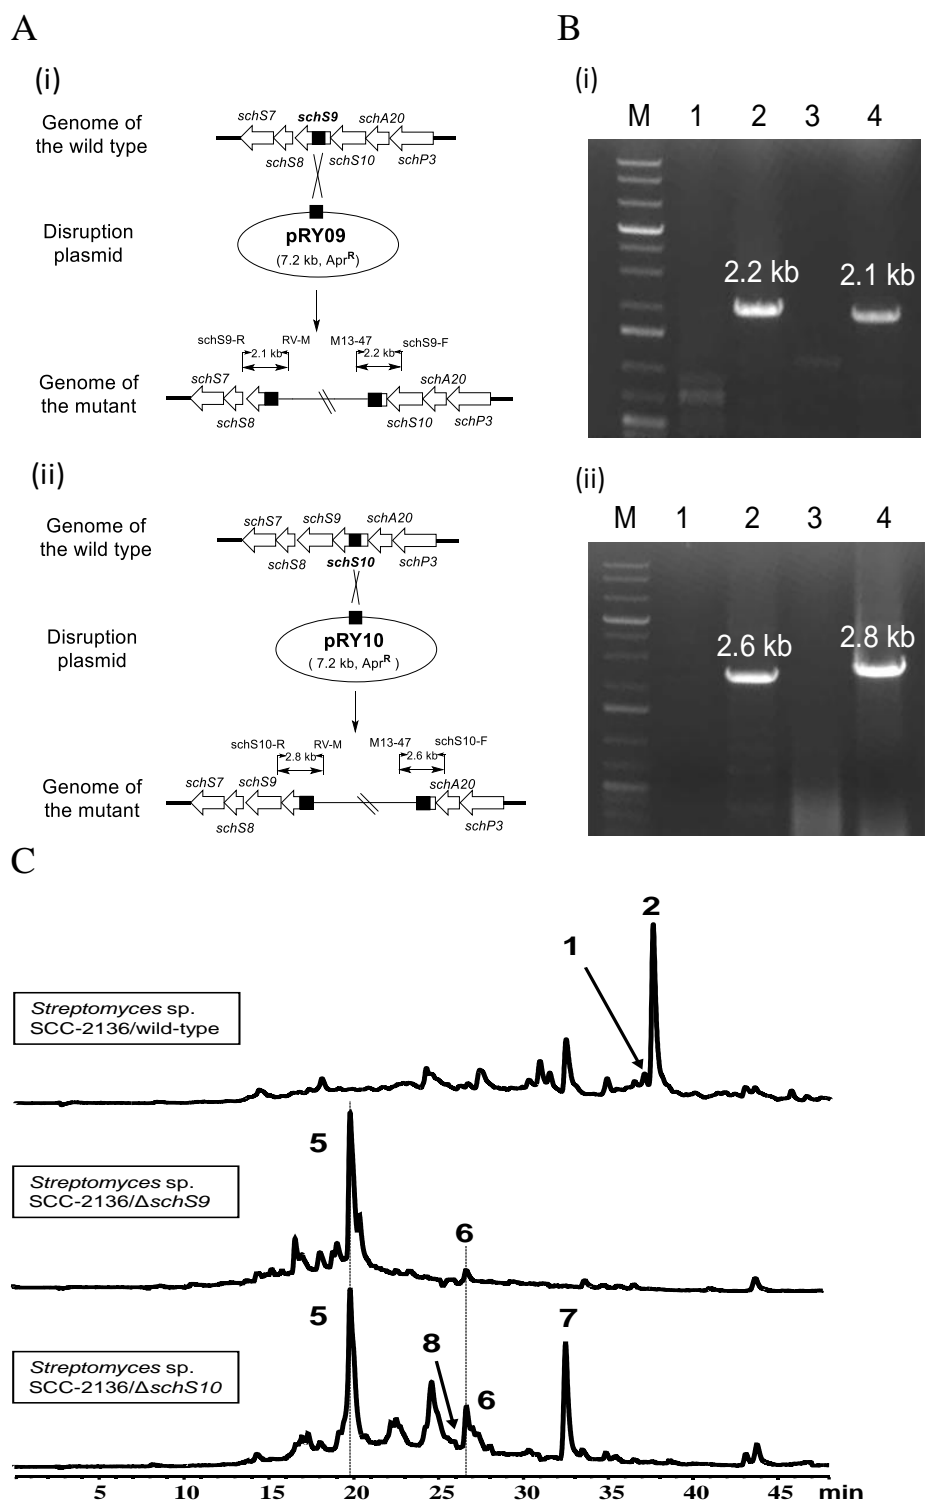 A
B
(i)
schS7
schS9
schA20
Genome of
the wild type
schS8
schS10
schP3
Disruption
plasmid
pRY09
(7.2 kb, AprR)
schS9-R
RV-M
M13-47
schS9-F
2.1 kb
2.2 kb
Genome of
the mutant
schS7
schA20
schS8
schS10
schP3
(ii)
Genome of
the wild type
schS7
schS9
schA20
schS8
schS10
schP3
Disruption
plasmid
pRY10
( 7.2 kb, AprR )
schS10-R
RV-M
M13-47
schS10-F
2.8 kb
2.6 kb
Genome of
the mutant
schS7
schS9
schA20
schS8
schP3
(i)
M 1 2 3 4
2.2 kb
2.1 kb
(ii)
M 1 2 3 4
2.6 kb
2.8 kb
C
2
1
Streptomyces sp.
SCC-2136/wild-type
5
Streptomyces sp.
SCC-2136/ΔschS9
6
5
8
7
6
Streptomyces sp.
SCC-2136/ΔschS10
5 10 15 20 25 30 35 40 45 min